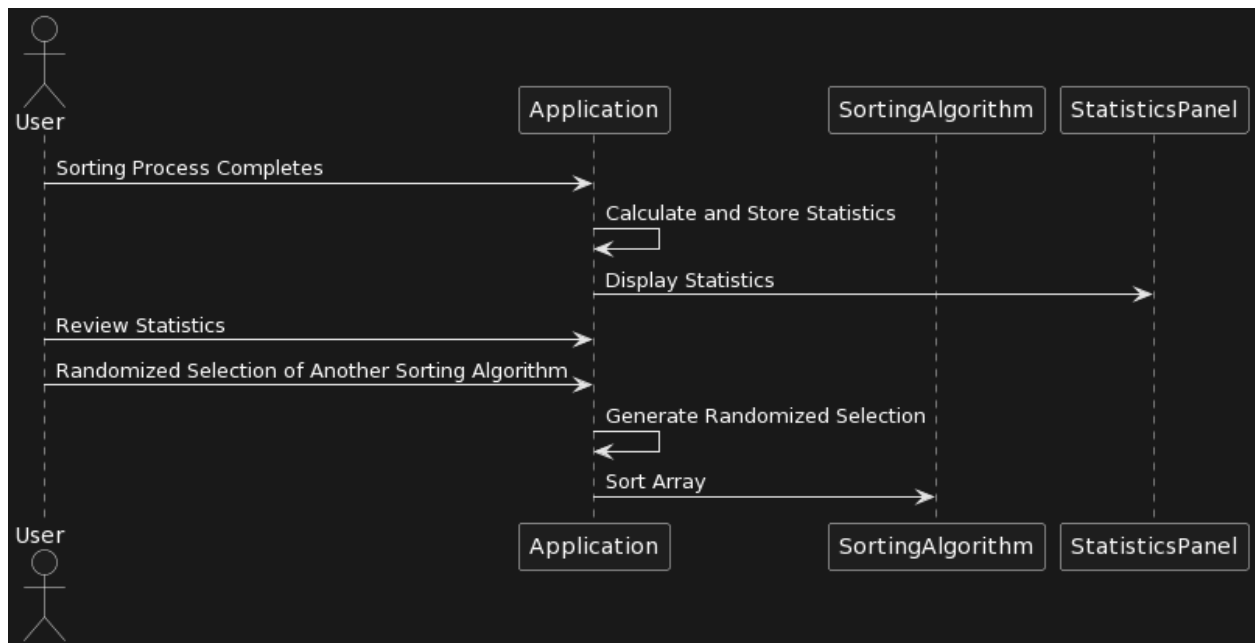 User
Application
SortingAlgorithm
StatisticsPanel
Sorting Process Completes
Calculate and Store Statistics
Display Statistics
Review Statistics
Randomized Selection of Another Sorting Algorithm
Generate Randomized Selection
Sort Array
User
Application
SortingAlgorithm
StatisticsPanel